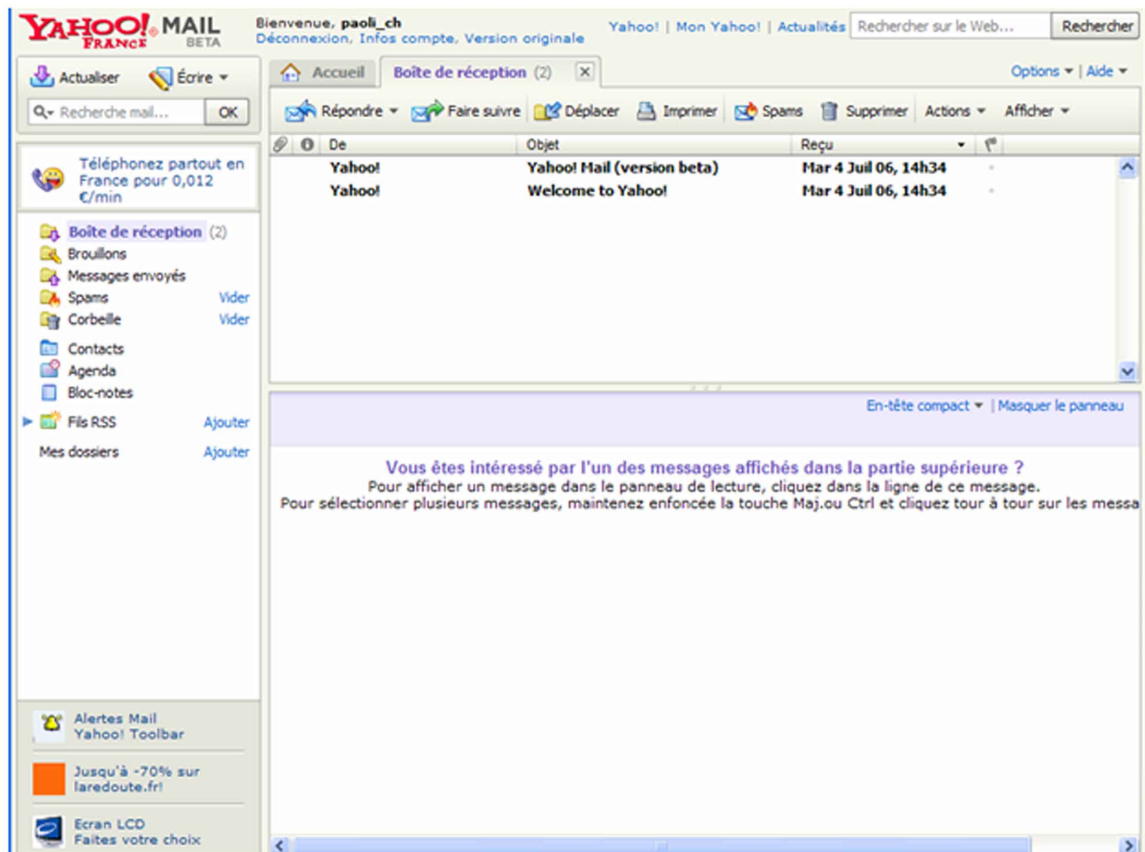 YAHOO! MAIL
FRANCE BETA
Bienvenue, paoli_ch
Déconnexion, Infos compte, Version originale
Yahoo! | Mon Yahoo! | Actualités
Rechercher sur le Web...
Rechercher
Actualiser
Écrire
Recherche mail...
OK
Accueil
Boîte de réception (2)
Options | Aide
Répondre
Faire suivre
Déplacer
Imprimer
Spams
Supprimer
Actions
Afficher
De Objet Reçu
Yahoo! Yahoo! Mail (version beta) Mar 4 Juil 06, 14h34
Yahoo! Welcome to Yahoo! Mar 4 Juil 06, 14h34
Téléphonez partout en
France pour 0,012
€/min
Boîte de réception (2)
Brouillons
Messages envoyés
Spams Vider
Corbeille Vider
Contacts
Agenda
Bloc-notes
Fils RSS Ajouter
Mes dossiers Ajouter
En-tête compact | Masquer le panneau
Vous êtes intéressé par l'un des messages affichés dans la partie supérieure ?
Pour afficher un message dans le panneau de lecture, cliquez dans la ligne de ce message.
Pour sélectionner plusieurs messages, maintenez enfoncée la touche Maj.ou Ctrl et cliquez tour à tour sur les messa
Alertes Mail
Yahoo! Toolbar
Jusqu'à -70% sur
laredoute.fr!
Ecran LCD
Faites votre choix